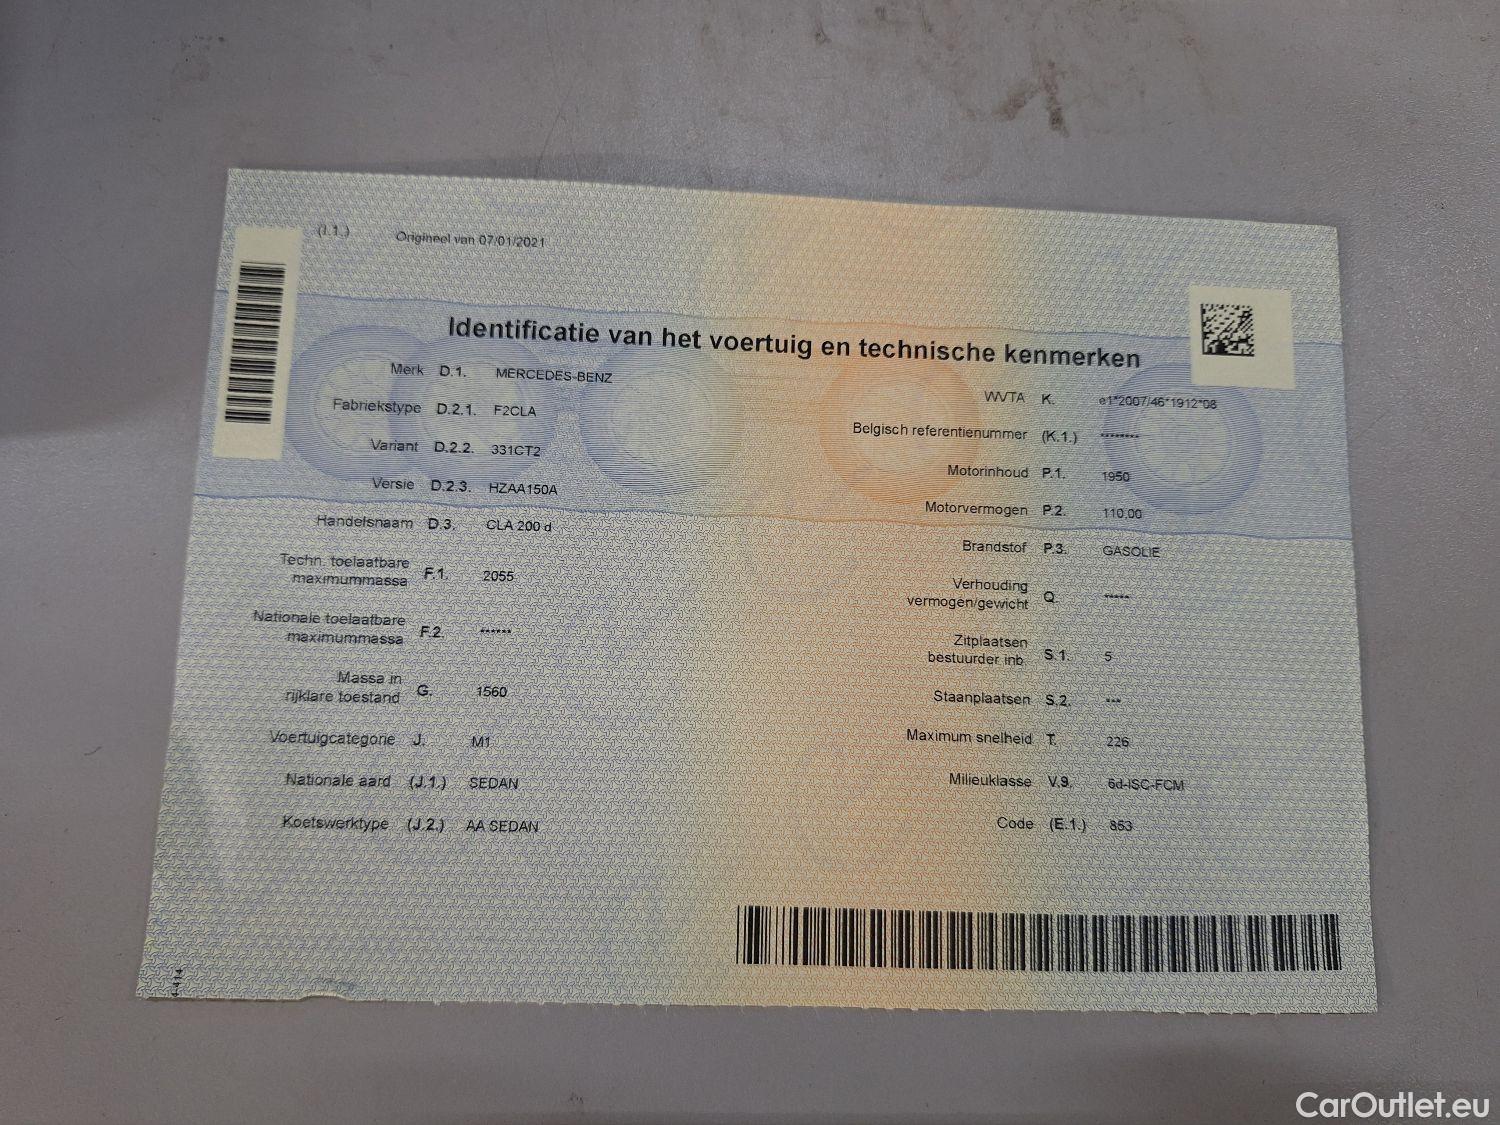 (I.1.) Origineel van 07/01/2021
Identificatie van het voertuig en technische kenmerken
Merk D.1. MERCEDES-BENZ
Fabriekstype D.2.1. F2CLA
Variant D.2.2. 331CT2
Versie D.2.3. HZAA150A
Handelsnaam D.3. CLA 200 d
Techn. toelaatbare
maximummassa F.1. 2055
Nationale toelaatbare
maximummassa F.2. ******
Massa in
rijklare toestand G. 1560
Voertuigcategorie J. M1
Nationale aard (J.1.) SEDAN
Koetswerktype (J.2.) AA SEDAN
WVTA K. e1*2007/46*1912*08
Belgisch referentienummer (K.1.) ********
Motorinhoud P.1. 1950
Motorvermogen P.2. 110.00
Brandstof P.3. GASOLIE
Verhouding
vermogen/gewicht Q. *****
Zitplaatsen
bestuurder inb. S.1. 5
Staanplaatsen S.2. ***
Maximum snelheid T. 226
Milieuklasse V.9. 6d-ISC-FCM
Code (E.1.) 853
4-414
CarOutlet.eu